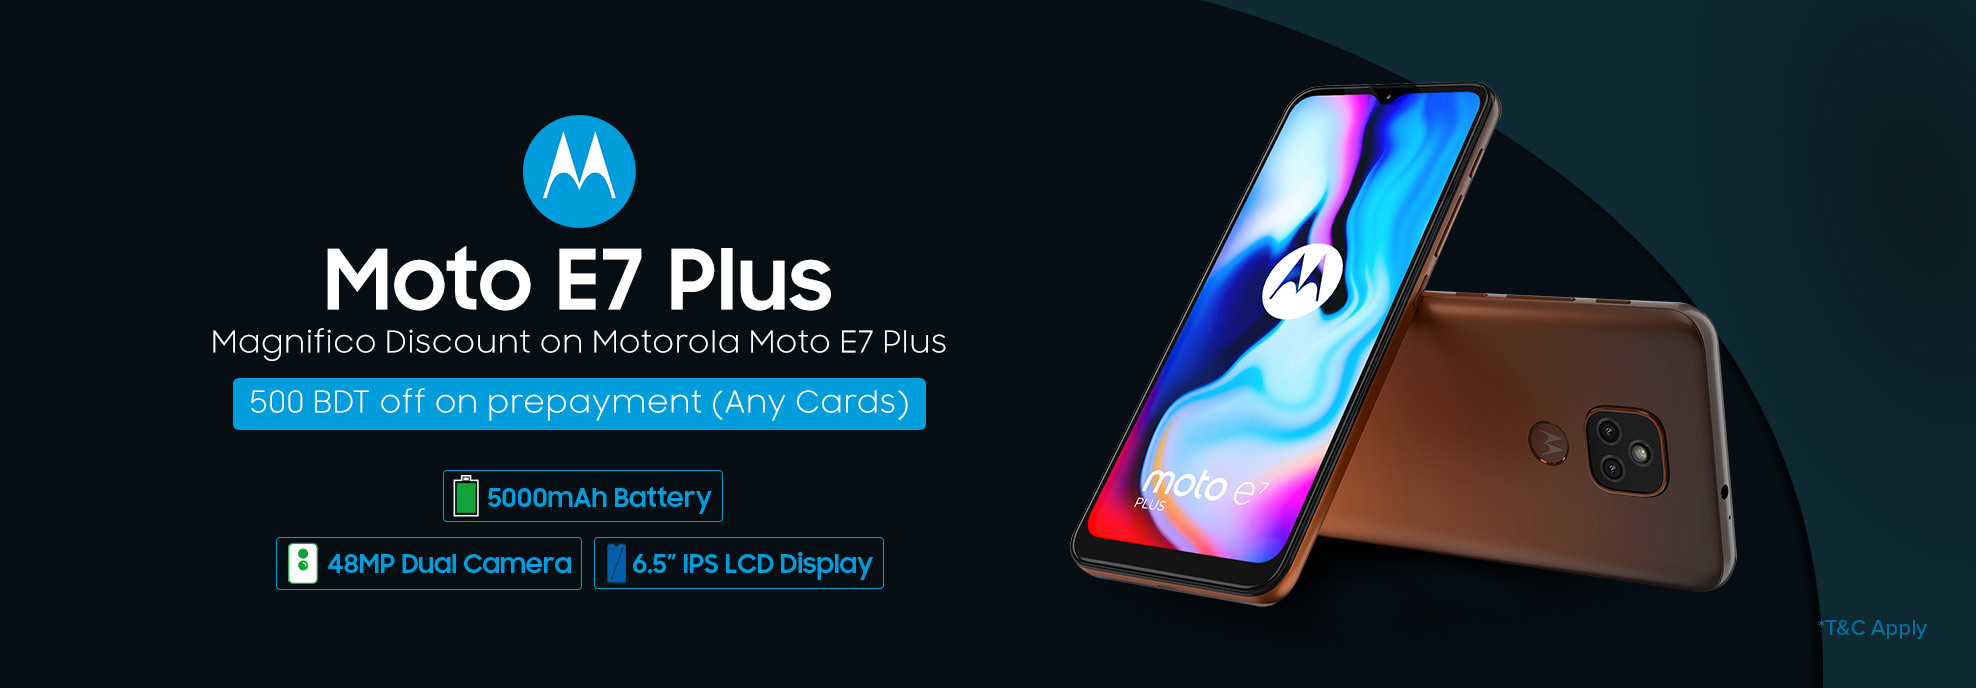 Moto E7 Plus
Magnifico Discount on Motorola Moto E7 Plus
500 BDT off on prepayment (Any Cards)
5000mAh Battery
48MP Dual Camera
6.5” IPS LCD Display
moto e7
PLUS
*T&C Apply